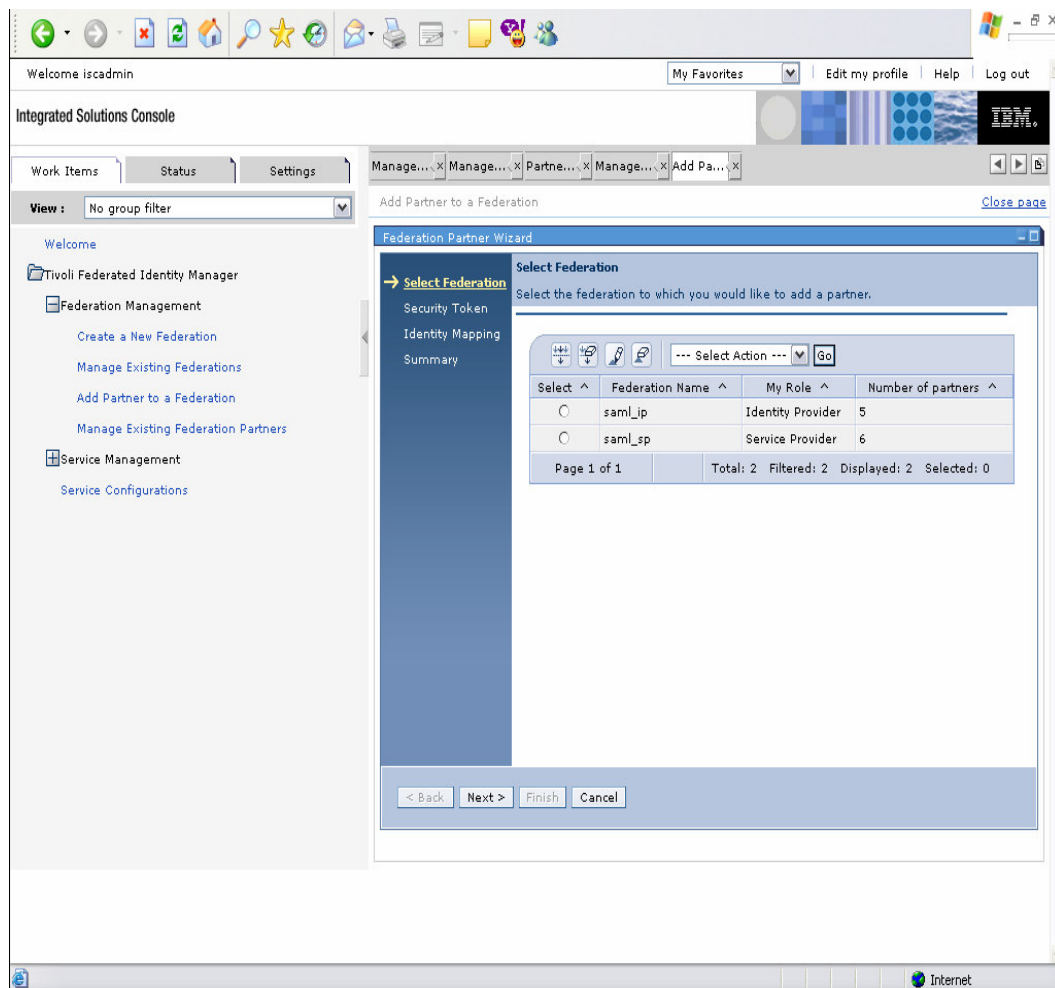 Welcome iscadmin
My Favorites
Edit my profile
Help
Log out
Integrated Solutions Console
IBM.
Work Items
Status
Settings
Manage...
Manage...
Partne...
Manage...
Add Pa...
View :
No group filter
Add Partner to a Federation
Close page
Welcome
Tivoli Federated Identity Manager
Federation Management
Create a New Federation
Manage Existing Federations
Add Partner to a Federation
Manage Existing Federation Partners
Service Management
Service Configurations
Federation Partner Wizard
Select Federation
Security Token
Identity Mapping
Summary
Select Federation
Select the federation to which you would like to add a partner.
--- Select Action ---
Go
Select ^ Federation Name ^ My Role ^ Number of partners ^
saml_ip Identity Provider 5
saml_sp Service Provider 6
Page 1 of 1 Total: 2 Filtered: 2 Displayed: 2 Selected: 0
< Back
Next >
Finish
Cancel
Internet